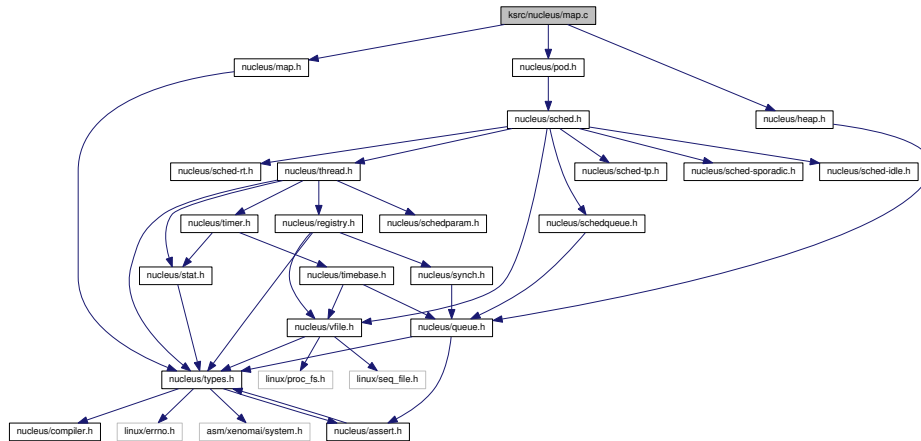 ksrc/nucleus/map.c
nucleus/map.h
nucleus/pod.h
nucleus/sched.h
nucleus/heap.h
nucleus/sched-rt.h
nucleus/thread.h
nucleus/sched-tp.h
nucleus/sched-sporadic.h
nucleus/sched-idle.h
nucleus/timer.h
nucleus/registry.h
nucleus/schedparam.h
nucleus/schedqueue.h
nucleus/stat.h
nucleus/timebase.h
nucleus/synch.h
nucleus/vfile.h
nucleus/queue.h
nucleus/types.h
linux/proc_fs.h
linux/seq_file.h
nucleus/compiler.h
linux/errno.h
asm/xenomai/system.h
nucleus/assert.h